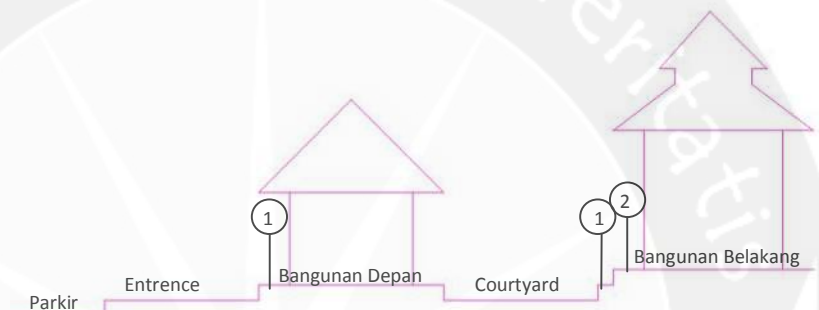 1
1
2
Bangunan Belakang
Bangunan Depan
Entrence
Courtyard
Parkir